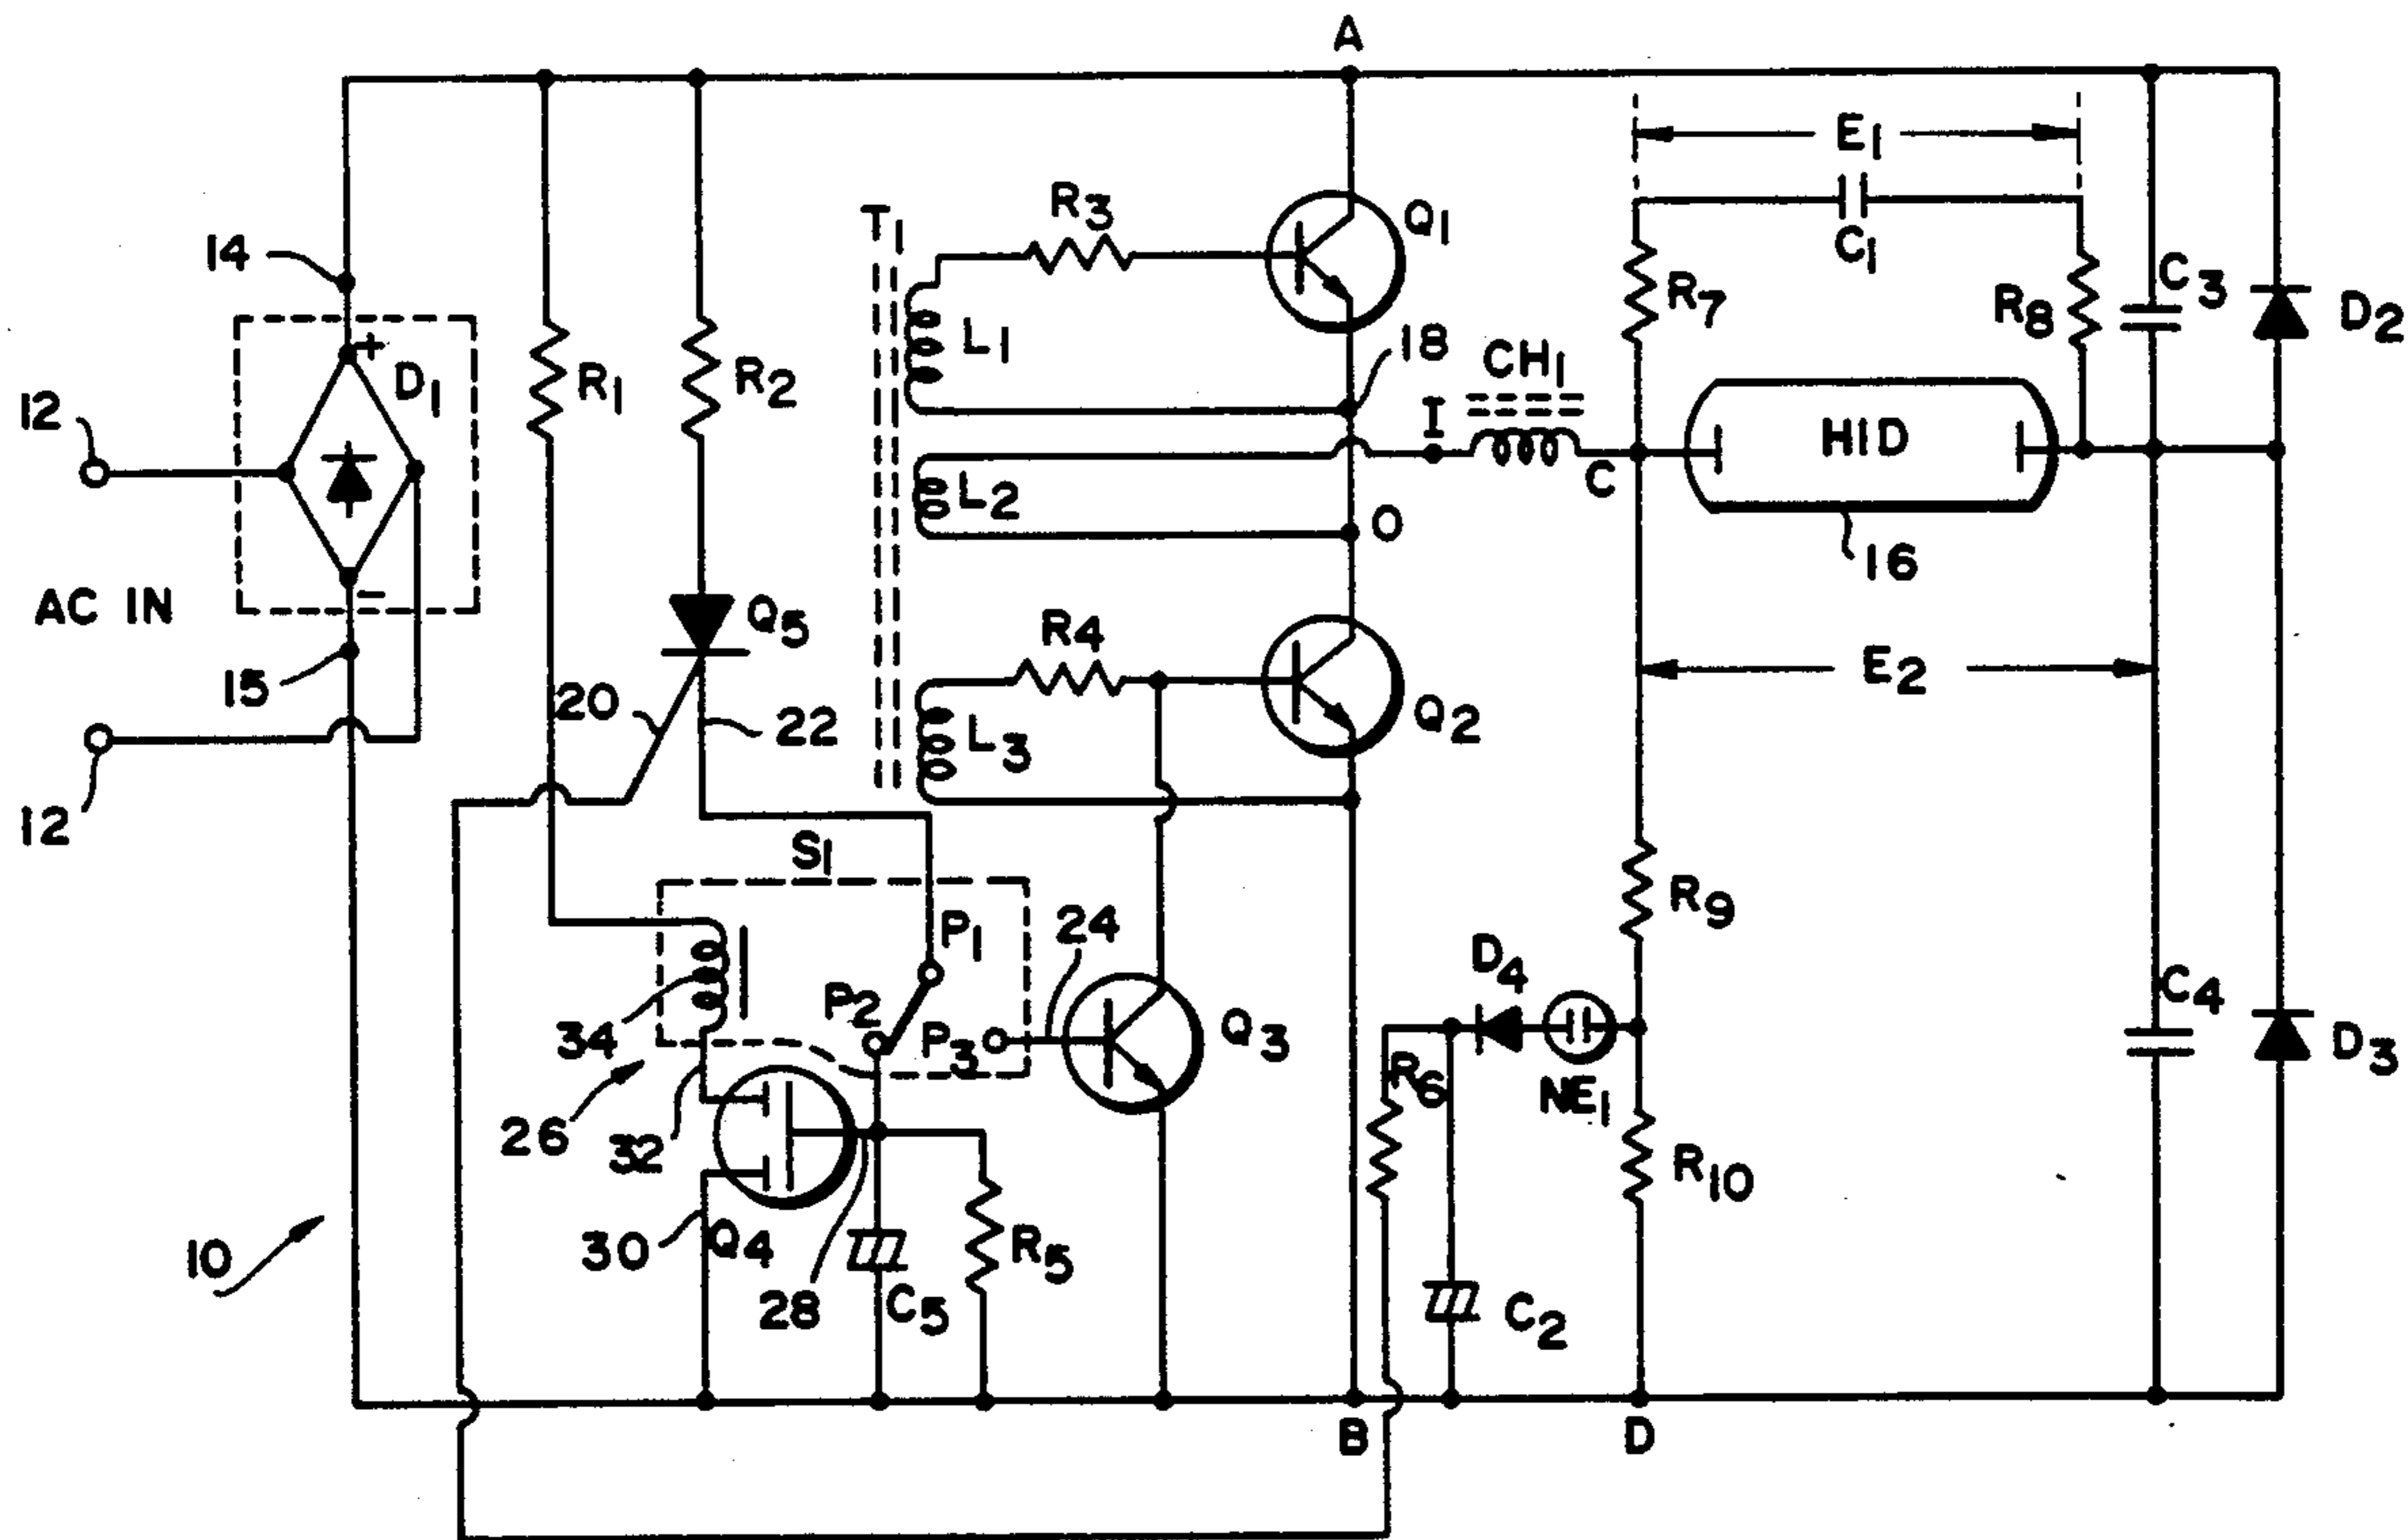 A
E1
R3
Q1
T1
C1
14
C3
R7
R8
D2
+
D1
L1
18
CH1
I
12
R1
R2
HID
C
L2
O
16
AC IN
-
Q5
R4
E2
15
20
22
Q2
L3
12
S1
R9
P1
24
D4
P2
P3
C4
34
Q3
D3
R6
26
32
NE1
R10
10
30
Q4
R5
28
C5
C2
B
D